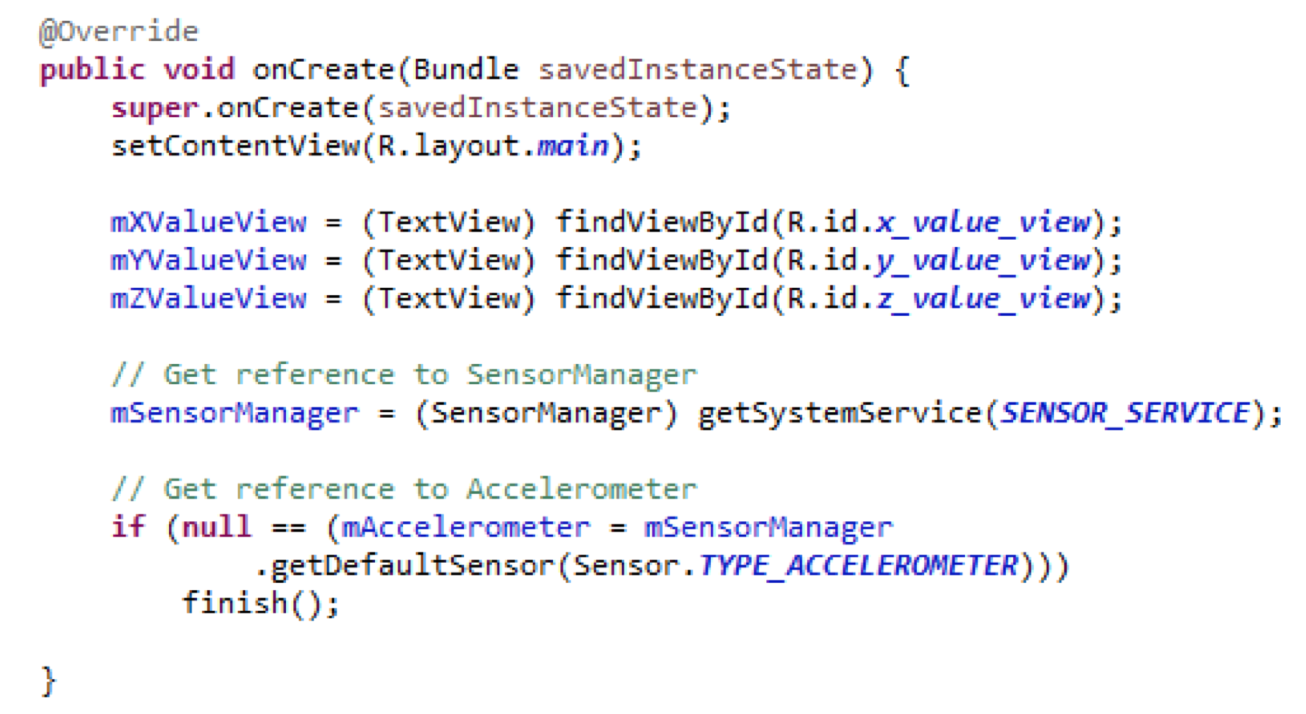 @Override
public void onCreate(Bundle savedInstanceState) {
super.onCreate(savedInstanceState);
setContentView(R.layout.main);
mXValueView = (TextView) findViewById(R.id.x_value_view);
mYValueView = (TextView) findViewById(R.id.y_value_view);
mZValueView = (TextView) findViewById(R.id.z_value_view);
// Get reference to SensorManager
mSensorManager = (SensorManager) getSystemService(SENSOR_SERVICE);
// Get reference to Accelerometer
if (null == (mAccelerometer = mSensorManager
.getDefaultSensor(Sensor.TYPE_ACCELEROMETER)))
finish();
}